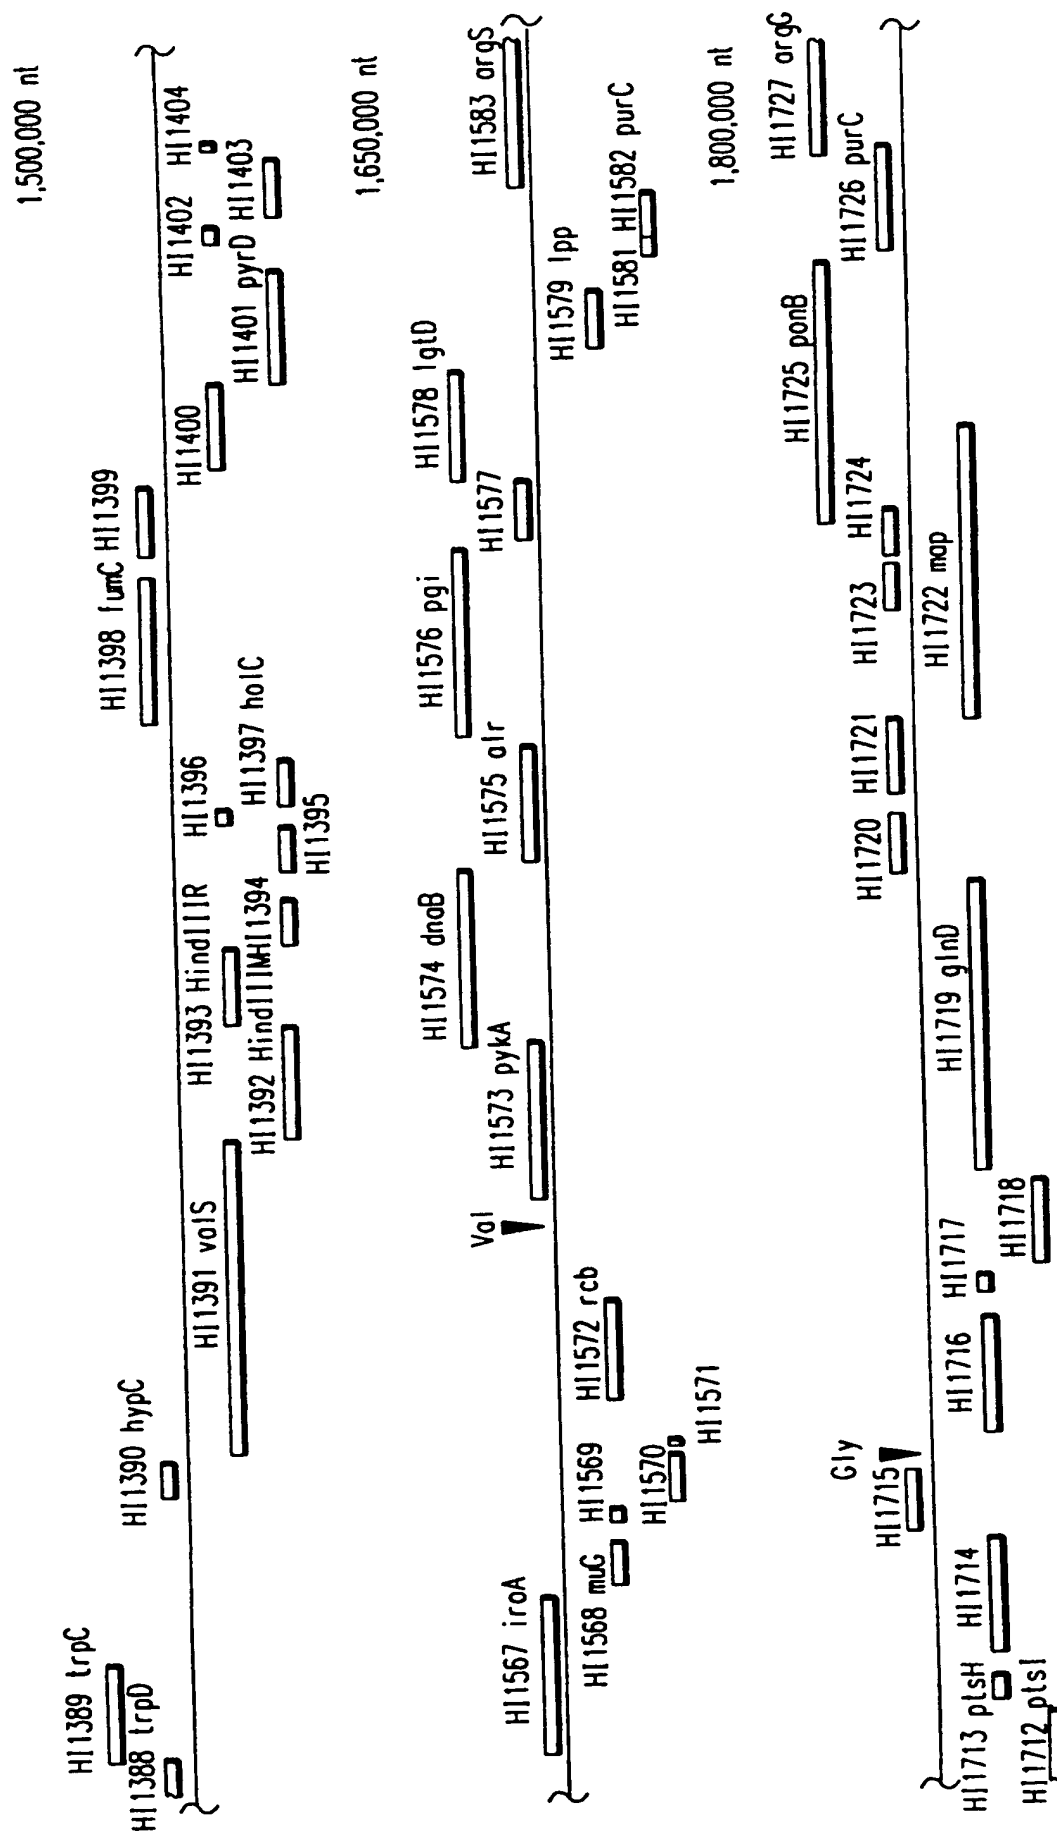 1,500,000 nt
HI1389 trpC
HI1388 trpD
HI1390 hypC
HI1391 valS
HI1393 HindIIIR
HI1392 HindIIIM
HI1394
HI1396
HI1397 holC
HI1395
HI1398 fumC
HI1399
HI1400
HI1401 pyrD
HI1402
HI1403
HI1404
1,650,000 nt
HI1567 iroA
HI1568 muG
HI1569
HI1570
HI1571
HI1572 rcb
Val
HI1573 pykA
HI1574 dnaB
HI1575 alr
HI1576 pgi
HI1577
HI1578 lgtD
HI1579 lpp
HI1581
HI1582 purC
HI1583 argS
1,800,000 nt
HI1713 ptsH
HI1712 ptsI
HI1714
HI1715
Gly
HI1716
HI1717
HI1718
HI1719 glnD
HI1720
HI1721
HI1723
HI1722 map
HI1724
HI1725 ponB
HI1726 purC
HI1727 argG